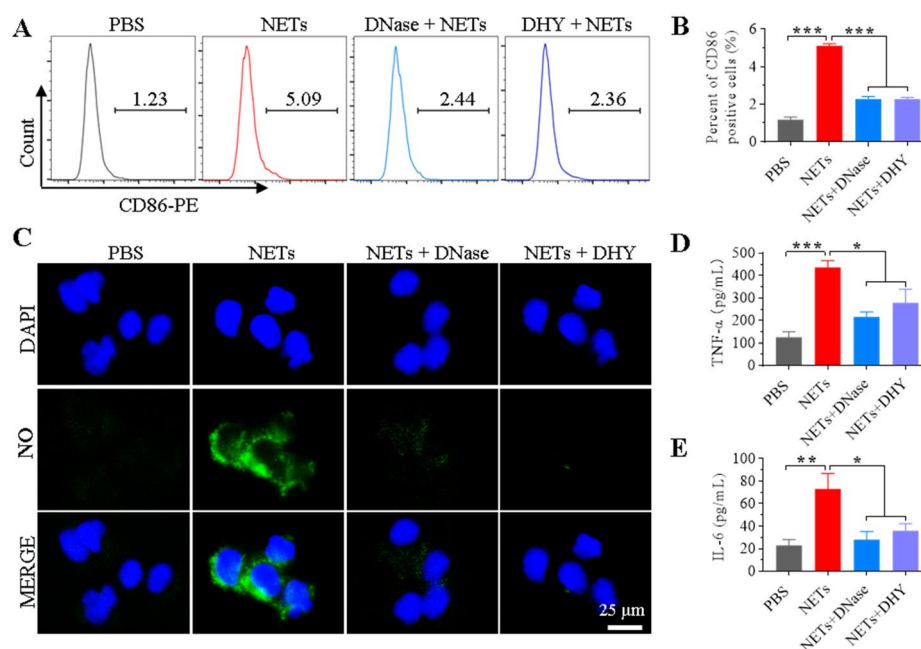 A
PBS
NETs
DNase + NETs
DHY + NETs
1.23
5.09
2.44
2.36
Count
CD86-PE
B
Percent of CD86
positive cells (%)
6
4
2
0
***
***
PBS
NETs
NETs+DNase
NETs+DHY
C
PBS
NETs
NETs + DNase
NETs + DHY
DAPI
NO
MERGE
25 μm
D
TNF-α (pg/mL)
500
400
300
200
100
0
***
*
PBS
NETs
NETs+DNase
NETs+DHY
E
IL-6 (pg/mL)
100
80
60
40
20
0
**
*
PBS
NETs
NETs+DNase
NETs+DHY